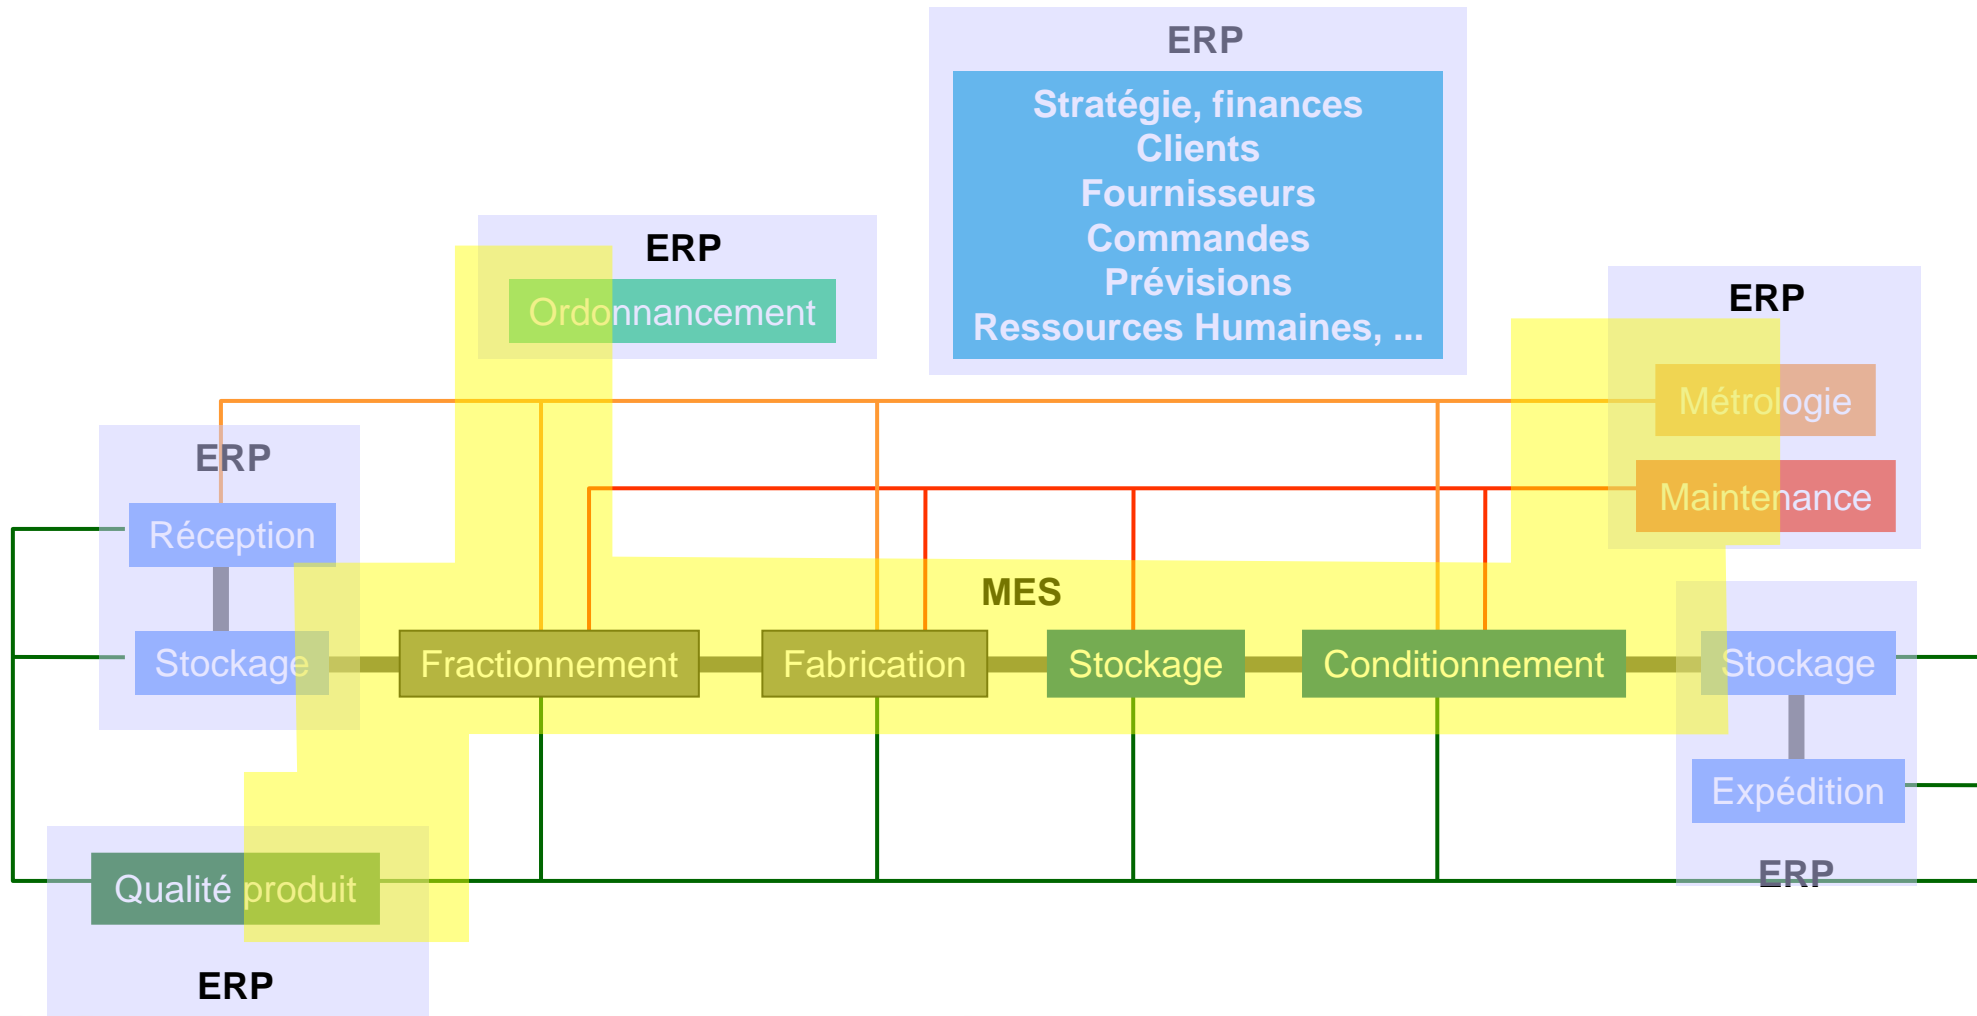 ERP
Stratégie, finances
Clients
Fournisseurs
Commandes
Prévisions
Ressources Humaines, ...
ERP
Ordonnancement
ERP
Métrologie
Maintenance
ERP
Réception
Stockage
MES
Fractionnement
Fabrication
Stockage
Conditionnement
Stockage
Expédition
ERP
Qualité produit
ERP